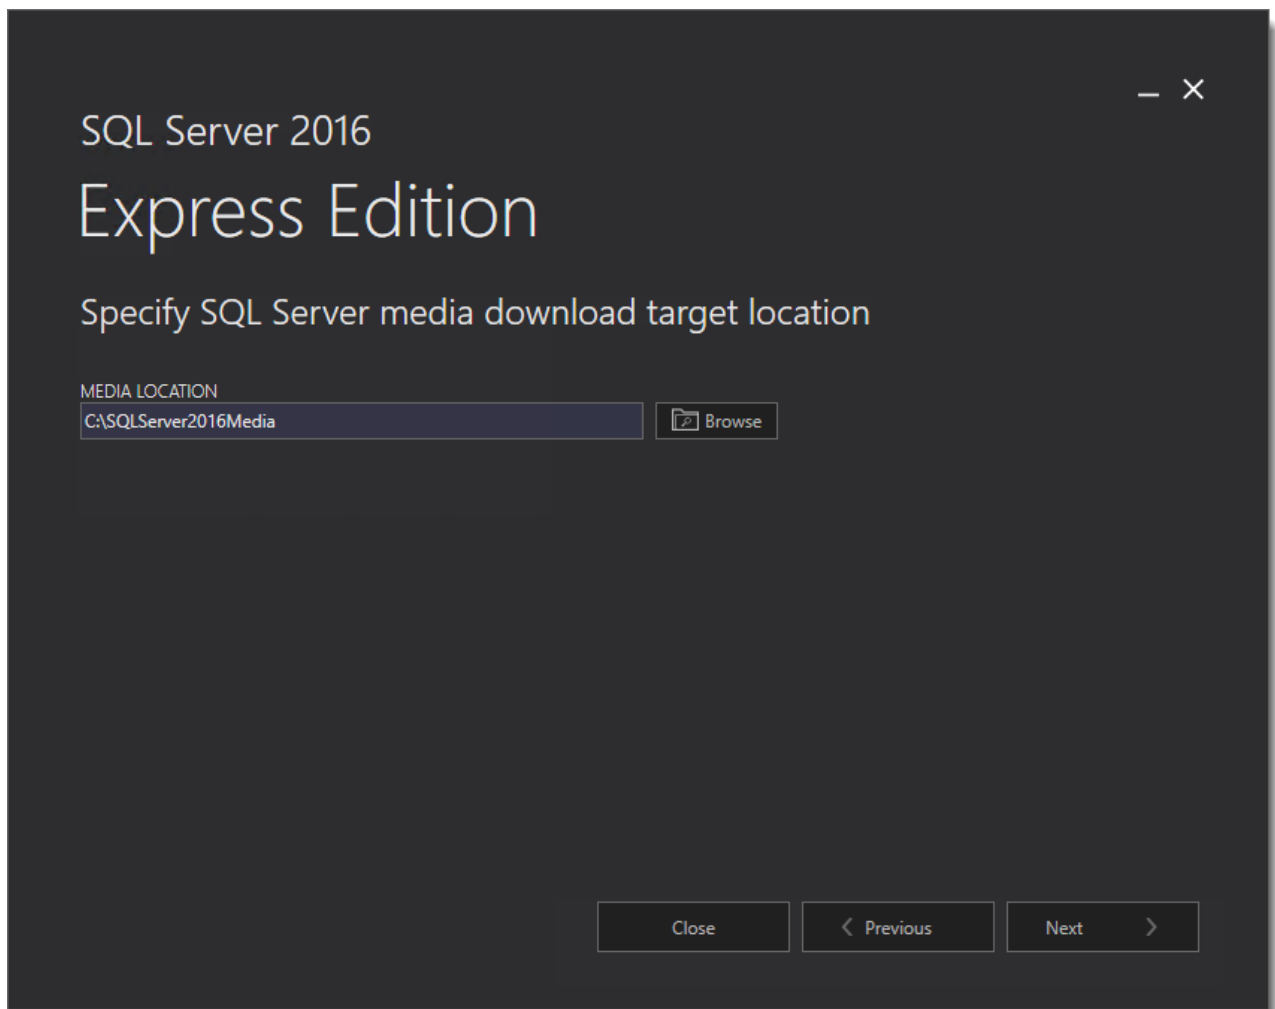 SQL Server 2016
Express Edition
Specify SQL Server media download target location
MEDIA LOCATION
C:\SQLServer2016Media
Browse
Close
Previous
Next